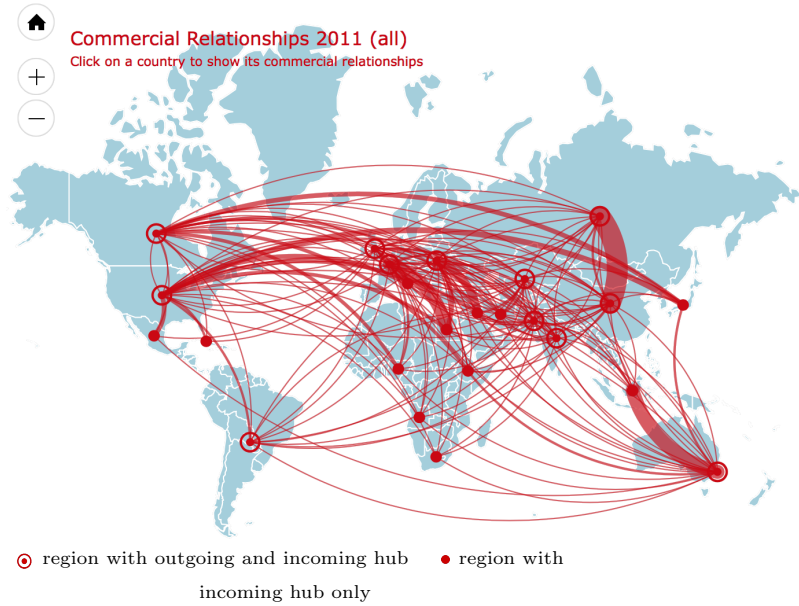 Commercial Relationships 2011 (all)
Click on a country to show its commercial relationships
region with outgoing and incoming hub region with
incoming hub only